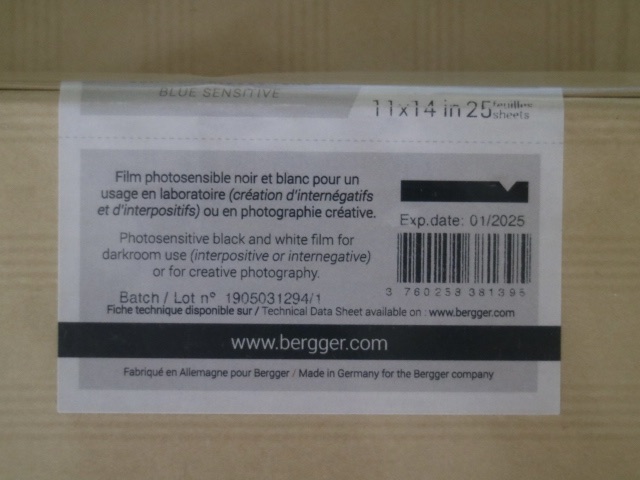 BLUE SENSITIVE
11x14 in 25 feuilles
sheets
Film photosensible noir et blanc pour un
usage en laboratoire (création d'internégatifs
et d'interpositifs) ou en photographie créative.
Photosensitive black and white film for
darkroom use (interpositive or internegative)
or for creative photography.
Exp.date: 01/2025
3 760238 381395
Batch / Lot n° 1905031294/1
Fiche technique disponible sur / Technical Data Sheet available on : www.bergger.com
www.bergger.com
Fabriqué en Allemagne pour Bergger / Made in Germany for the Bergger company